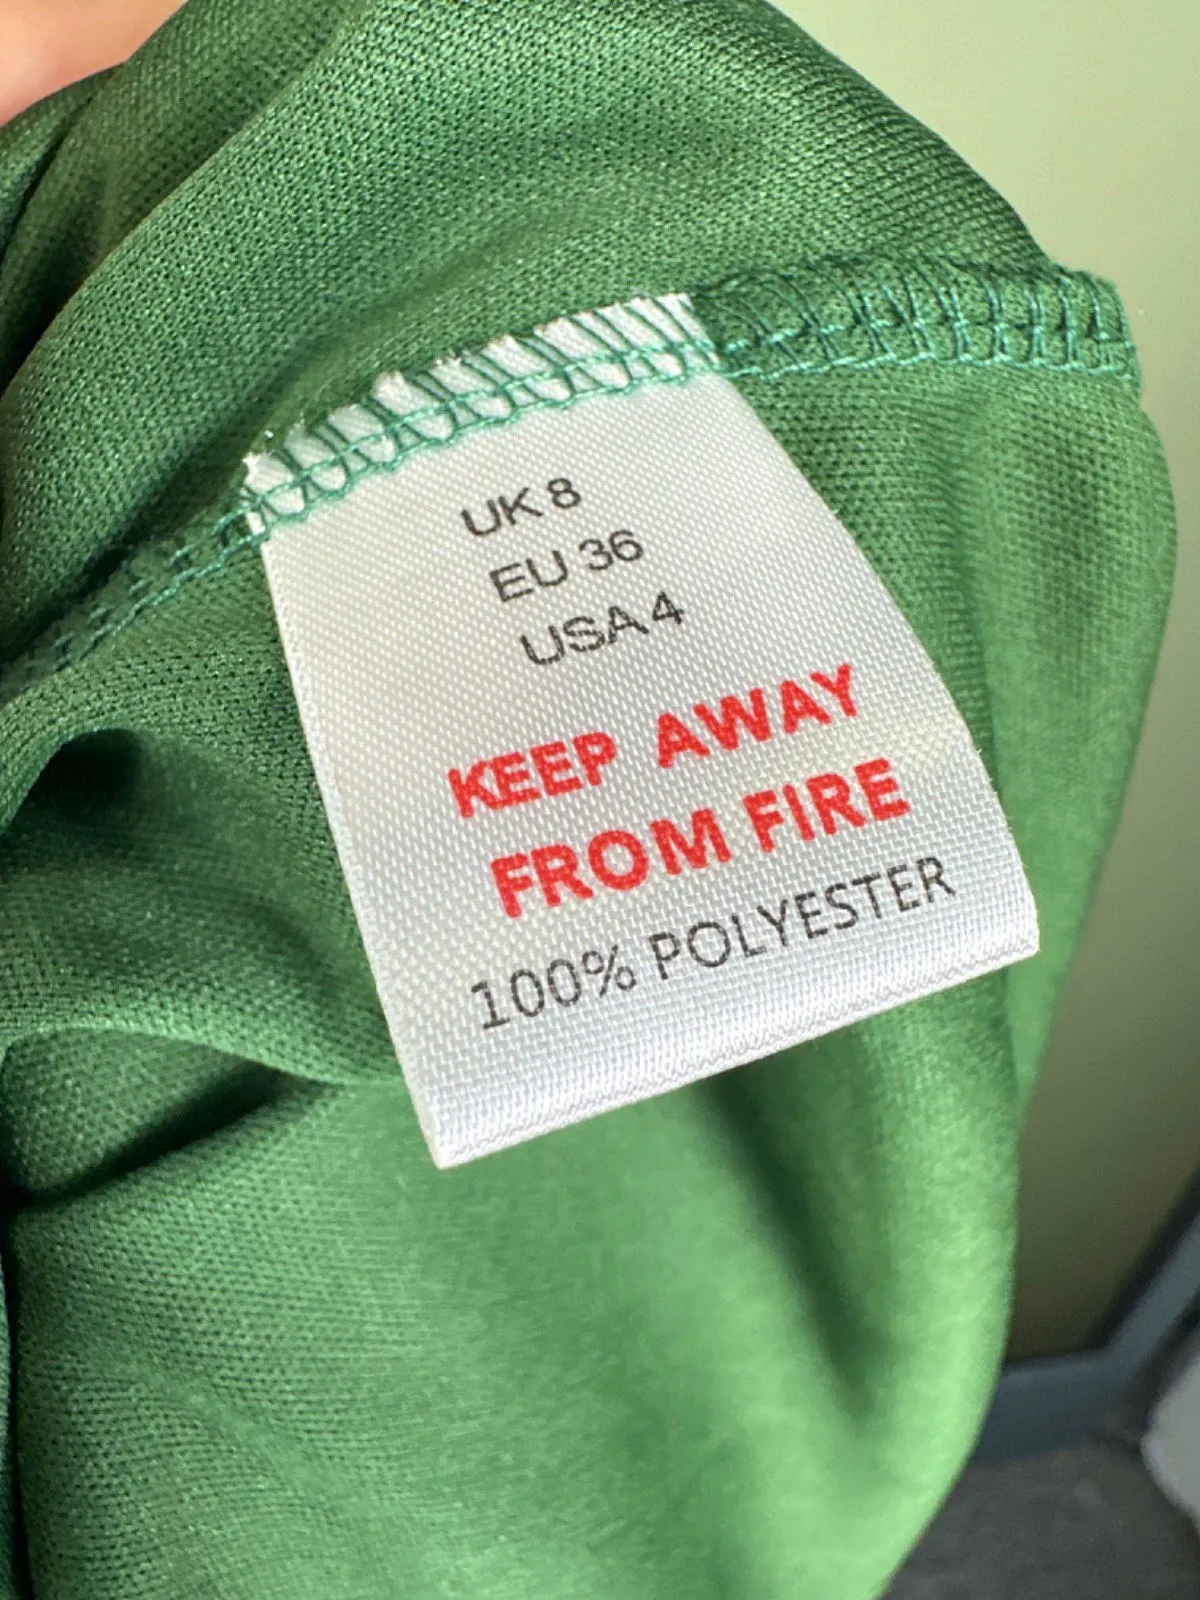 UK 8
EU 36
USA 4
KEEP AWAY
FROM FIRE
100% POLYESTER